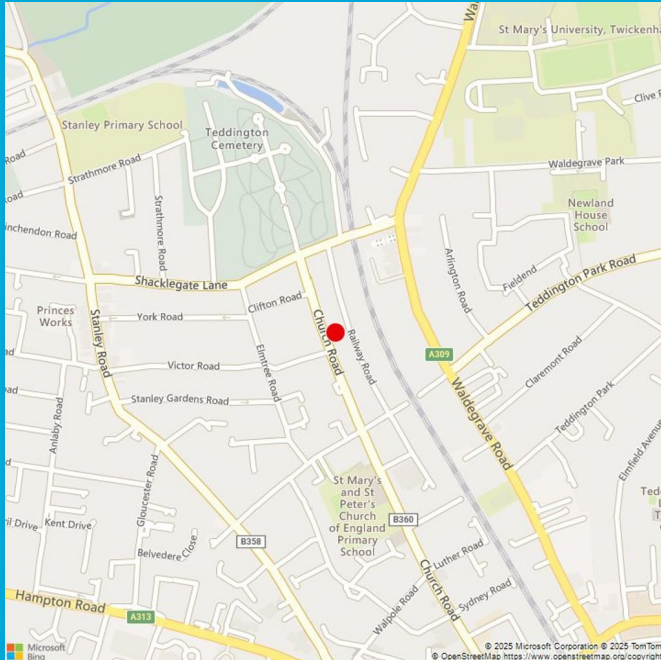 Wa
St Mary's University, Twickenh
Clive R
Stanley Primary School
Teddington
Cemetery
Road
Strathmore Road
Waldegrave Park
Strathmore Road
Newland
House
School
inchendon Road
Arlington Road
Fieldend
Shacklegate Lane
Teddington Park Road
Clifton Road
Princes
Works
York Road
Stanley Road
Church Road
Railway Road
A309
Victor Road
Elmtree Road
Claremont Road
Waldegrave Road
Stanley Gardens Road
Teddington Park
Anlaby Road
Elmfield Avenue
Gloucester Road
St Mary's
and St
Peter's
Church
of England
Primary
School
Tedd
L
T
B360
Kent Drive
B358
Belvedere Close
Luther Road
Church Road
Hampton Road
A313
Walpole Road
Sydney Road
Microsoft
Bing
© 2025 Microsoft Corporation © 2025 TomTom
© OpenStreetMap https://www.openstreetmap.org/copyright